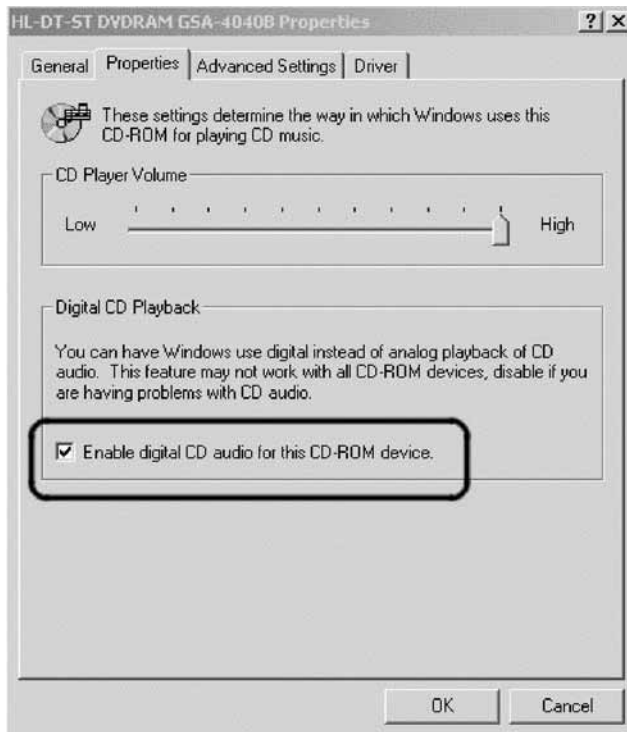 HL-DT-ST DVDRAM GSA-4040B Properties
General Properties Advanced Settings Driver
These settings determine the way in which Windows uses this
CD-ROM for playing CD music.
CD Player Volume
Low High
Digital CD Playback
You can have Windows use digital instead of analog playback of CD
audio. This feature may not work with all CD-ROM devices, disable if you
are having problems with CD audio.
Enable digital CD audio for this CD-ROM device.
OK Cancel